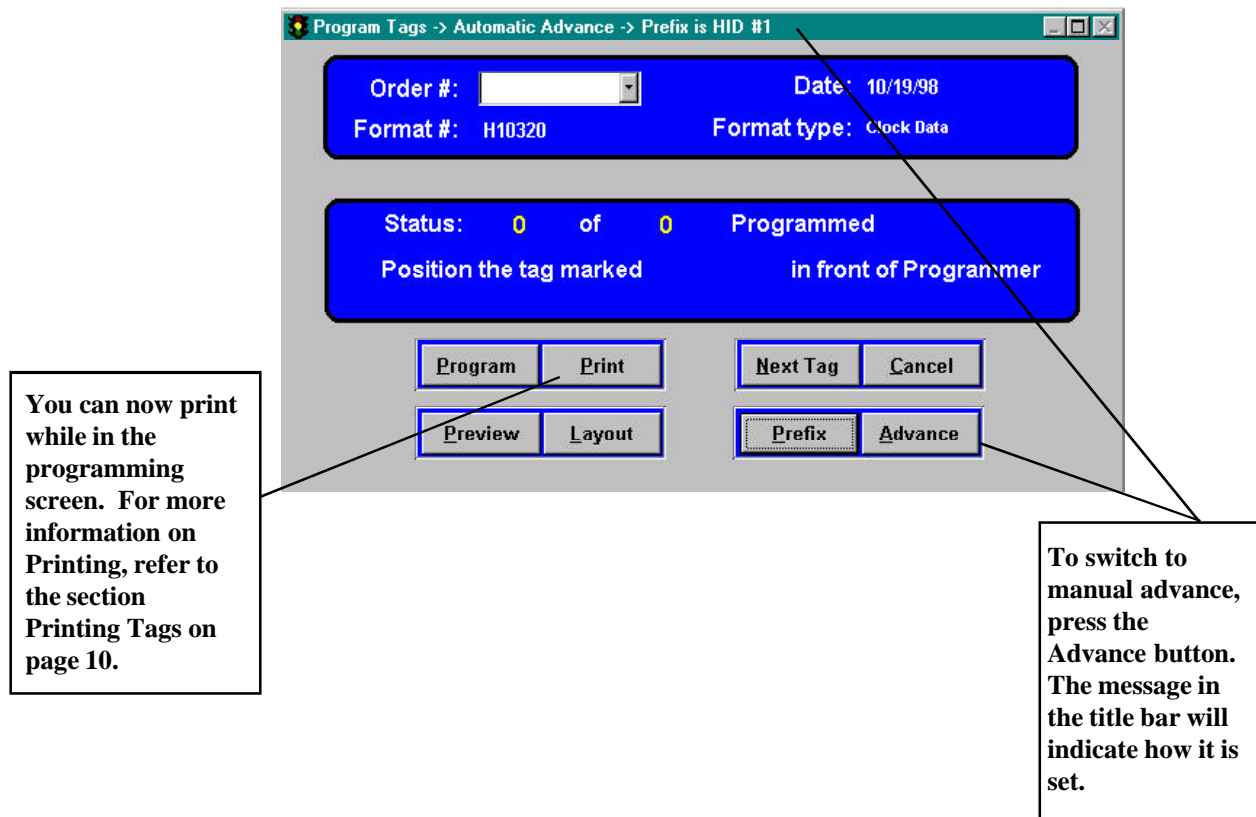 Program Tags -> Automatic Advance -> Prefix is HID #1
Order #:
Date: 10/19/98
Format #: H10320
Format type: Clock Data
Status: 0 of 0 Programmed
Position the tag marked in front of Programmer
Program Print Next Tag Cancel
Preview Layout Prefix Advance
You can now print
while in the
programming
screen. For more
information on
Printing, refer to
the section
Printing Tags on
page 10.
To switch to
manual advance,
press the
Advance button.
The message in
the title bar will
indicate how it is
set.